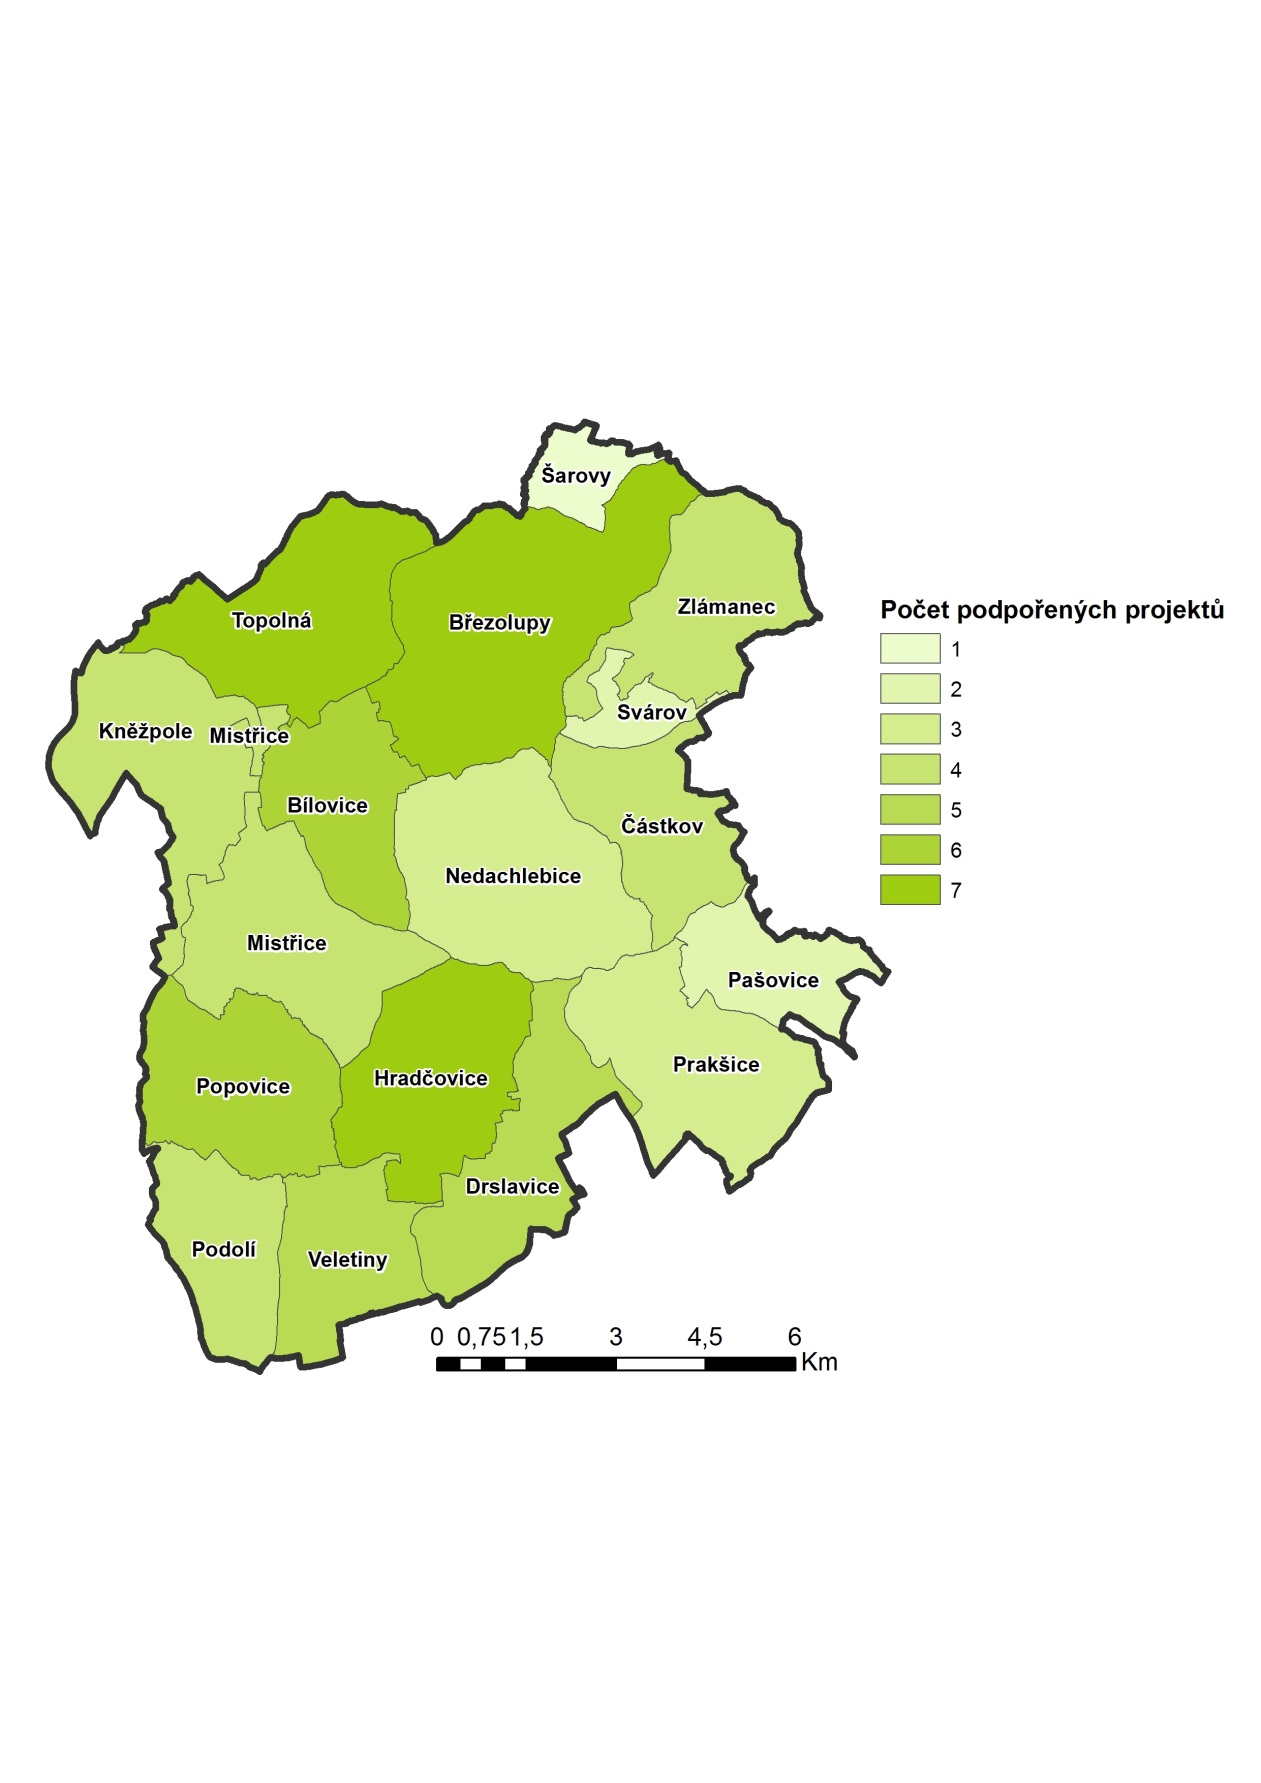 Šarovy
Topolná
Březolupy
Zlámanec
Počet podpořených projektů
1
2
3
4
5
6
7
Svárov
Kněžpole
Mistřice
Bílovice
Částkov
Nedachlebice
Mistřice
Pašovice
Prakšice
Hradčovice
Popovice
Drslavice
Podolí
Veletiny
0 0,75 1,5 3 4,5 6
Km